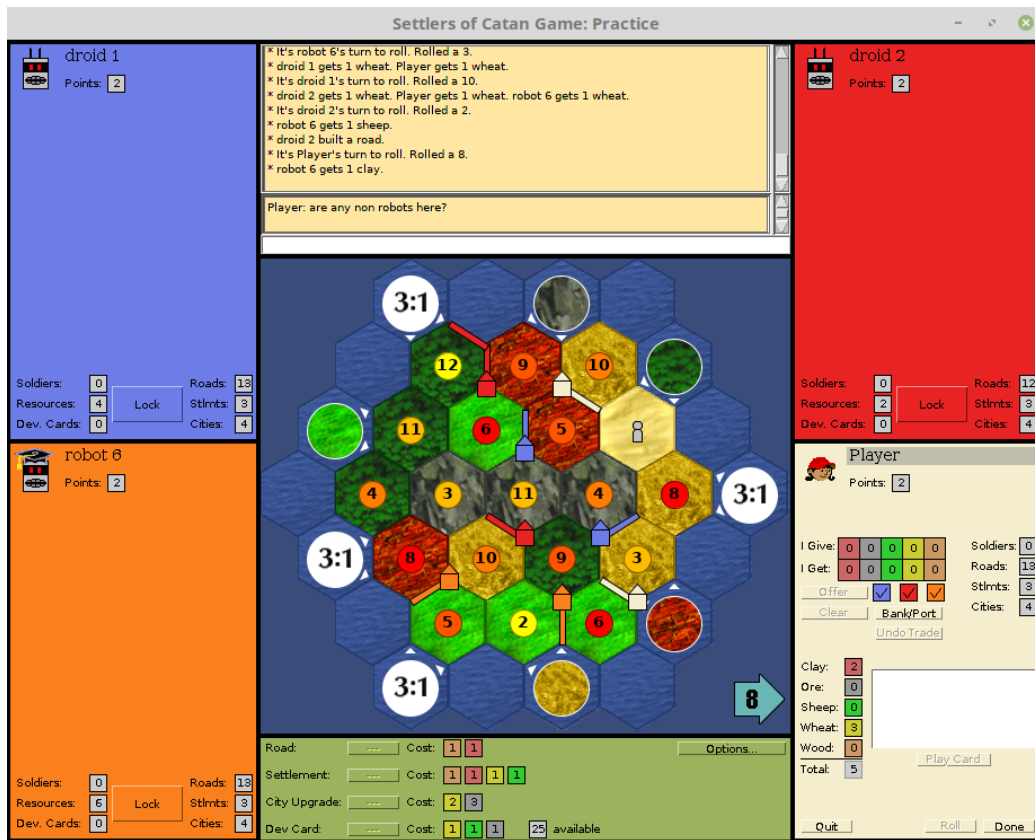 Settlers of Catan Game: Practice
droid 1
Points: 2
Soldiers: 0
Resources: 4
Dev. Cards: 0
Lock
Roads: 13
Stlmts: 3
Cities: 4
* It's robot 6's turn to roll. Rolled a 3.
* droid 1 gets 1 wheat. Player gets 1 wheat.
* It's droid 1's turn to roll. Rolled a 10.
* droid 2 gets 1 wheat. Player gets 1 wheat. robot 6 gets 1 wheat.
* It's droid 2's turn to roll. Rolled a 2.
* robot 6 gets 1 sheep.
* droid 2 built a road.
* It's Player's turn to roll. Rolled a 8.
* robot 6 gets 1 clay.
Player: are any non robots here?
droid 2
Points: 2
Soldiers: 0
Resources: 2
Dev. Cards: 0
Lock
Roads: 12
Stlmts: 3
Cities: 4
3:1
12 9 10
11 6 5
4 3 11 4 8 3:1
3:1 8 10 9 3
5 2 6
3:1
8
robot 6
Points: 2
Soldiers: 0
Resources: 6
Dev. Cards: 0
Lock
Roads: 13
Stlmts: 3
Cities: 4
Player
Points: 2
I Give: 0 0 0 0 0
I Get: 0 0 0 0 0
Offer
Clear
Bank/Port
Undo Trade
Soldiers: 0
Roads: 13
Stlmts: 3
Cities: 4
Clay: 2
Ore: 0
Sheep: 0
Wheat: 3
Wood: 0
Total: 5
Play Card
Quit
Roll
Done
Road: --- Cost: 1 1
Options...
Settlement: --- Cost: 1 1 1 1
City Upgrade: --- Cost: 2 3
Dev Card: --- Cost: 1 1 1 25 available